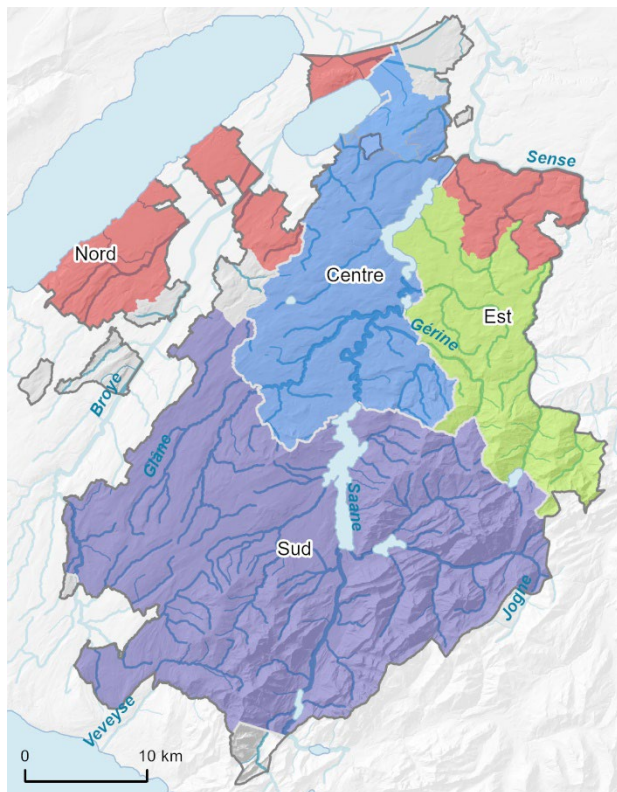 Sense
Nord
Centre
Est
Gérine
Broye
Glâne
Saane
Sud
Jogne
Veveyse
0 10 km